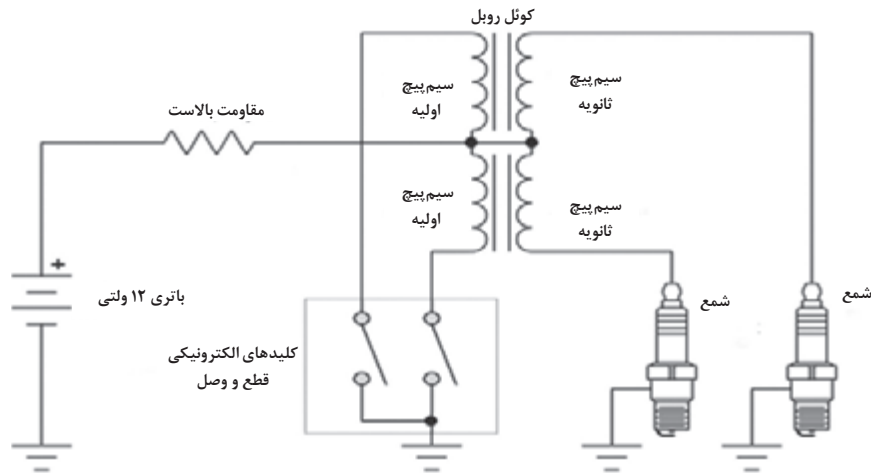 کوئل روبل
سیم‌پیچ
اولیه
سیم‌پیچ
ثانویه
مقاومت بالاست
سیم‌پیچ
اولیه
سیم‌پیچ
ثانویه
+
باتری ۱۲ ولتی
شمع
شمع
کلیدهای الکترونیکی
قطع و وصل